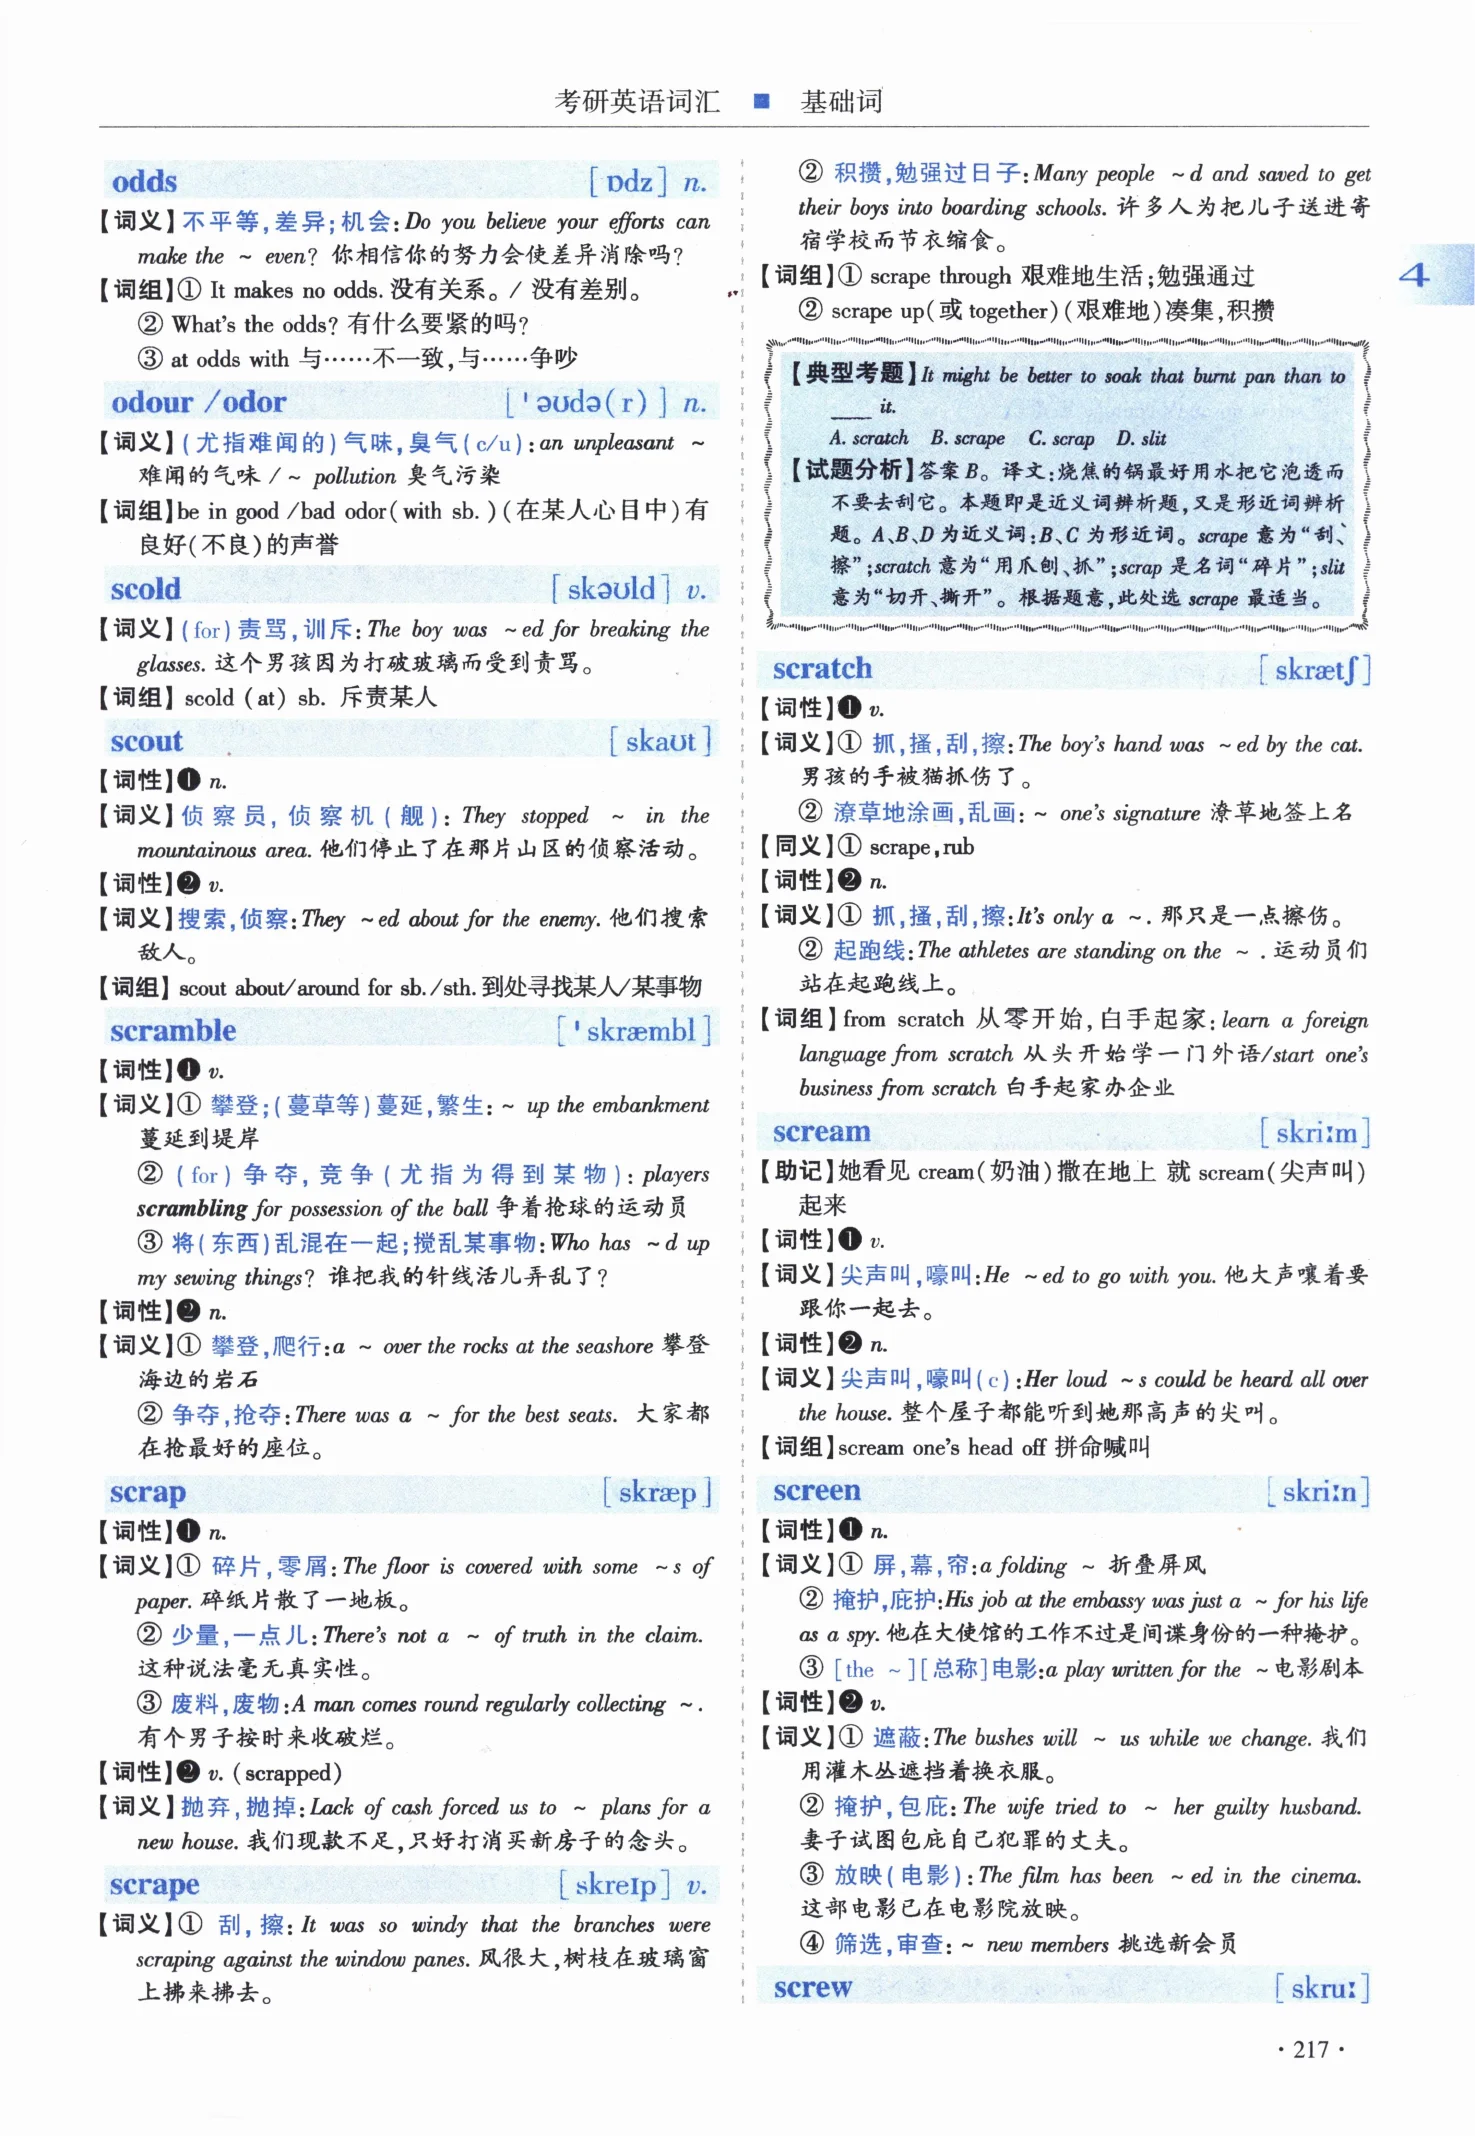 考研英语词汇 ■ 基础词
odds [ɒdz] n.
【词义】不平等,差异;机会:Do you believe your efforts can
make the ~ even? 你相信你的努力会使差异消除吗?
【词组】① It makes no odds. 没有关系。/ 没有差别。
② What's the odds? 有什么要紧的吗?
③ at odds with 与……不一致,与……争吵
odour /odor ['əʊdə(r)] n.
【词义】(尤指难闻的)气味,臭气(c/u):an unpleasant ~
难闻的气味 / ~ pollution 臭气污染
【词组】be in good /bad odor(with sb.)(在某人心目中)有
良好(不良)的声誉
scold [skəʊld] v.
【词义】(for)责骂,训斥:The boy was ~ed for breaking the
glasses. 这个男孩因为打破玻璃而受到责骂。
【词组】scold (at) sb. 斥责某人
scout [skaʊt]
【词性】❶ n.
【词义】侦察员,侦察机(舰): They stopped ~ in the
mountainous area. 他们停止了在那片山区的侦察活动。
【词性】❷ v.
【词义】搜索,侦察:They ~ed about for the enemy. 他们搜索
敌人。
【词组】scout about/around for sb./sth. 到处寻找某人/某事物
scramble ['skræmbl]
【词性】❶ v.
【词义】① 攀登;(蔓草等)蔓延,繁生: ~ up the embankment
蔓延到堤岸
② (for) 争夺,竞争(尤指为得到某物): players
scrambling for possession of the ball 争着抢球的运动员
③ 将(东西)乱混在一起;搅乱某事物:Who has ~d up
my sewing things? 谁把我的针线活儿弄乱了?
【词性】❷ n.
【词义】① 攀登,爬行:a ~ over the rocks at the seashore 攀登
海边的岩石
② 争夺,抢夺:There was a ~ for the best seats. 大家都
在抢最好的座位。
scrap [skræp]
【词性】❶ n.
【词义】① 碎片,零屑:The floor is covered with some ~s of
paper. 碎纸片散了一地板。
② 少量,一点儿:There's not a ~ of truth in the claim.
这种说法毫无真实性。
③ 废料,废物:A man comes round regularly collecting ~.
有个男子按时来收破烂。
【词性】❷ v. (scrapped)
【词义】抛弃,抛掉:Lack of cash forced us to ~ plans for a
new house. 我们现款不足,只好打消买新房子的念头。
scrape [skreɪp] v.
【词义】① 刮,擦: It was so windy that the branches were
scraping against the window panes. 风很大,树枝在玻璃窗
上拂来拂去。
② 积攒,勉强过日子:Many people ~d and saved to get
their boys into boarding schools. 许多人为把儿子送进寄
宿学校而节衣缩食。
【词组】① scrape through 艰难地生活;勉强通过
② scrape up(或 together)(艰难地)凑集,积攒
4
【典型考题】It might be better to soak that burnt pan than to
____ it.
A. scratch B. scrape C. scrap D. slit
【试题分析】答案 B。译文:烧焦的锅最好用水把它泡透而
不要去刮它。本题即是近义词辨析题,又是形近词辨析
题。A、B、D 为近义词;B、C 为形近词。scrape 意为“刮、
擦”;scratch 意为“用爪刨、抓”;scrap 是名词“碎片”;slit
意为“切开、撕开”。根据题意,此处选 scrape 最适当。
scratch [skrætʃ]
【词性】❶ v.
【词义】① 抓,搔,刮,擦:The boy's hand was ~ed by the cat.
男孩的手被猫抓伤了。
② 潦草地涂画,乱画: ~ one's signature 潦草地签上名
【同义】① scrape,rub
【词性】❷ n.
【词义】① 抓,搔,刮,擦:It's only a ~. 那只是一点擦伤。
② 起跑线:The athletes are standing on the ~ . 运动员们
站在起跑线上。
【词组】from scratch 从零开始,白手起家:learn a foreign
language from scratch 从头开始学一门外语/start one's
business from scratch 白手起家办企业
scream [skriːm]
【助记】她看见 cream(奶油)撒在地上 就 scream(尖声叫)
起来
【词性】❶ v.
【词义】尖声叫,嚎叫:He ~ed to go with you. 他大声嚷着要
跟你一起去。
【词性】❷ n.
【词义】尖声叫,嚎叫(c):Her loud ~s could be heard all over
the house. 整个屋子都能听到她那高声的尖叫。
【词组】scream one's head off 拼命喊叫
screen [skriːn]
【词性】❶ n.
【词义】① 屏,幕,帘:a folding ~ 折叠屏风
② 掩护,庇护:His job at the embassy was just a ~ for his life
as a spy. 他在大使馆的工作不过是间谍身份的一种掩护。
③ [the ~][总称]电影:a play written for the ~ 电影剧本
【词性】❷ v.
【词义】① 遮蔽:The bushes will ~ us while we change. 我们
用灌木丛遮挡着换衣服。
② 掩护,包庇:The wife tried to ~ her guilty husband.
妻子试图包庇自己犯罪的丈夫。
③ 放映(电影):The film has been ~ed in the cinema.
这部电影已在电影院放映。
④ 筛选,审查: ~ new members 挑选新会员
screw [skruː]
· 217 ·